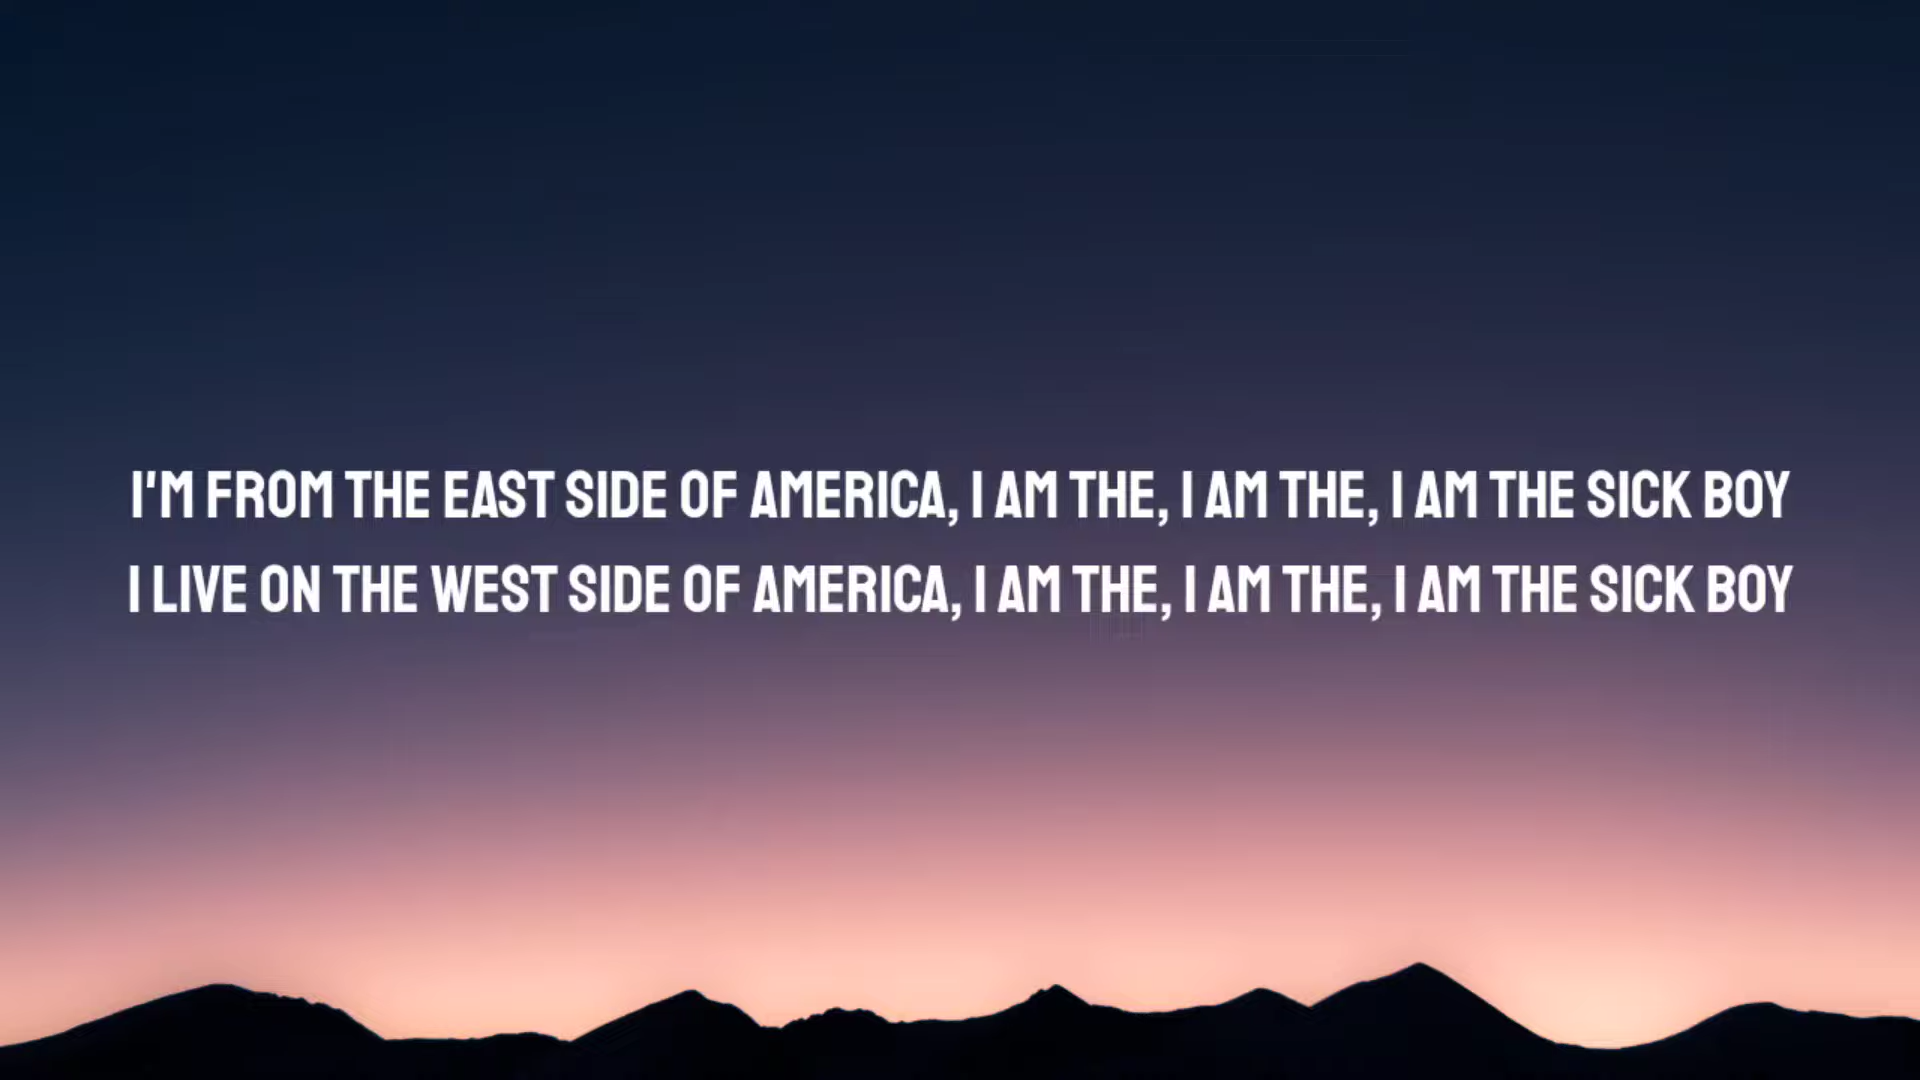 I'M FROM THE EAST SIDE OF AMERICA, I AM THE, I AM THE, I AM THE SICK BOY
I LIVE ON THE WEST SIDE OF AMERICA, I AM THE, I AM THE, I AM THE SICK BOY